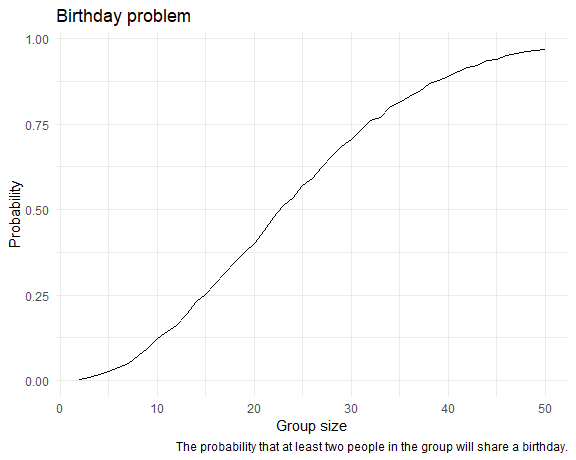 Birthday problem
1.00
0.75
0.50
0.25
0.00
Probability
0 10 20 30 40 50
Group size
The probability that at least two people in the group will share a birthday.